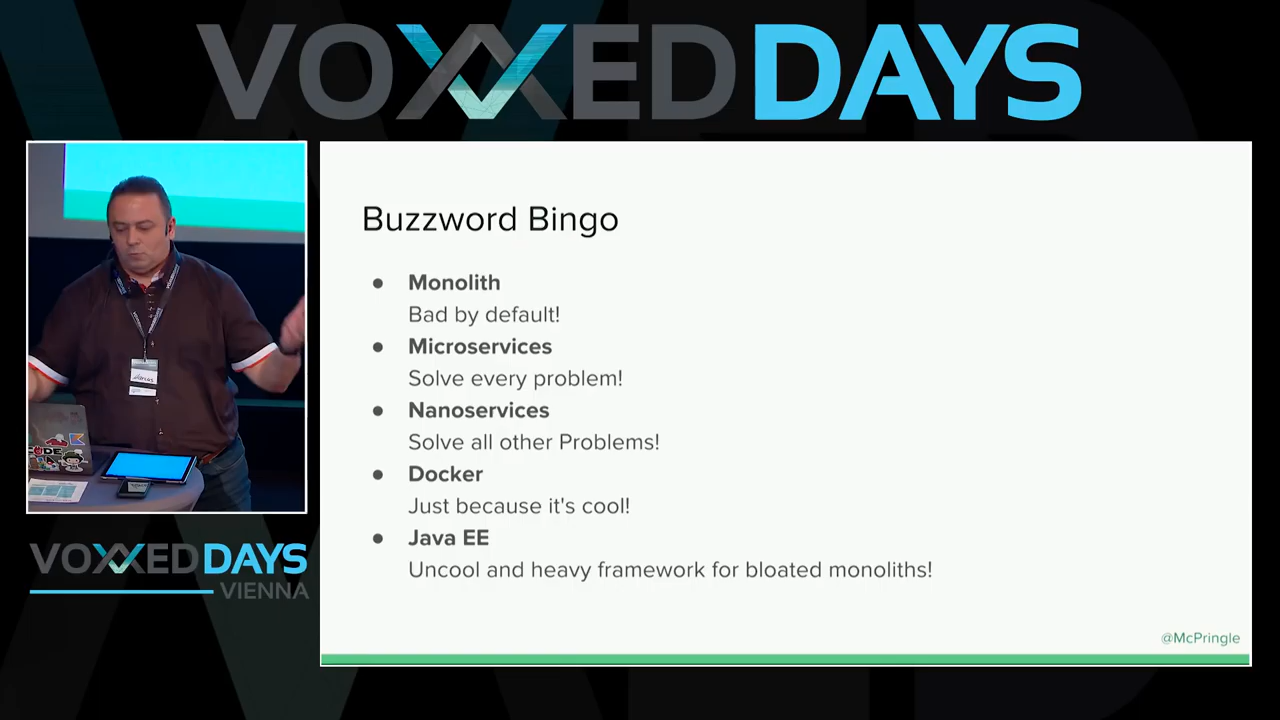 VOXXED DAYS
Buzzword Bingo
● Monolith
Bad by default!
● Microservices
Solve every problem!
● Nanoservices
Solve all other Problems!
● Docker
Just because it's cool!
● Java EE
Uncool and heavy framework for bloated monoliths!
@McPringle
VOXXED DAYS
VIENNA